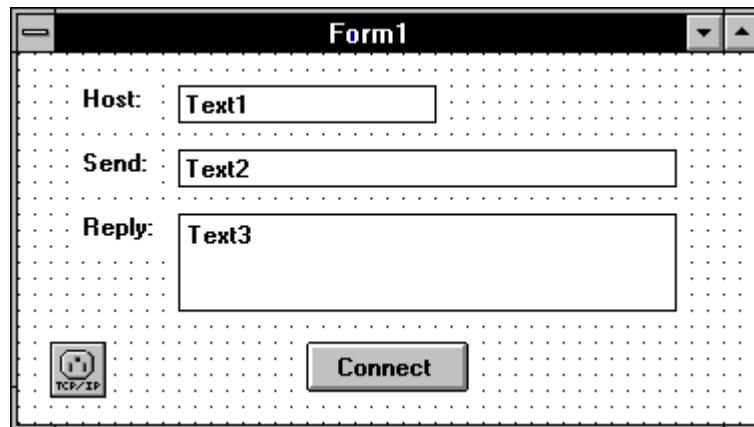 Form1
Host: Text1
Send: Text2
Reply: Text3
TCP/IP
Connect